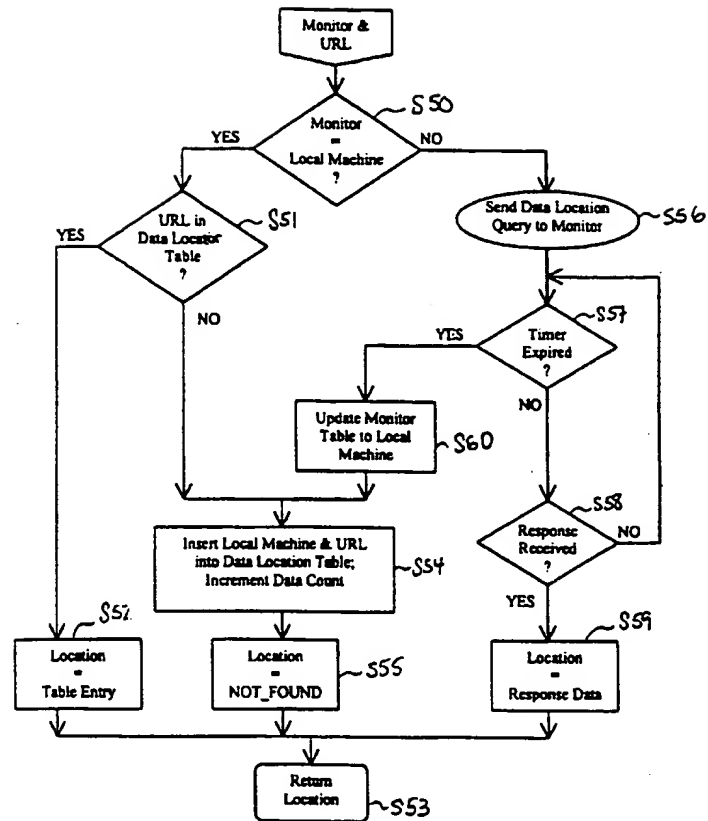 Monitor &
URL
S50
Monitor
=
Local Machine
?
YES
NO
URL in
Data Locator
Table
?
S51
YES
NO
Send Data Location
Query to Monitor
S56
Timer
Expired
?
S57
YES
NO
Update Monitor
Table to Local
Machine
S60
Response
Received
?
S58
NO
YES
Insert Local Machine & URL
into Data Location Table;
Increment Data Count
S54
S52
Location
=
Table Entry
Location
=
NOT_FOUND
S55
S59
Location
=
Response Data
Return
Location
S53